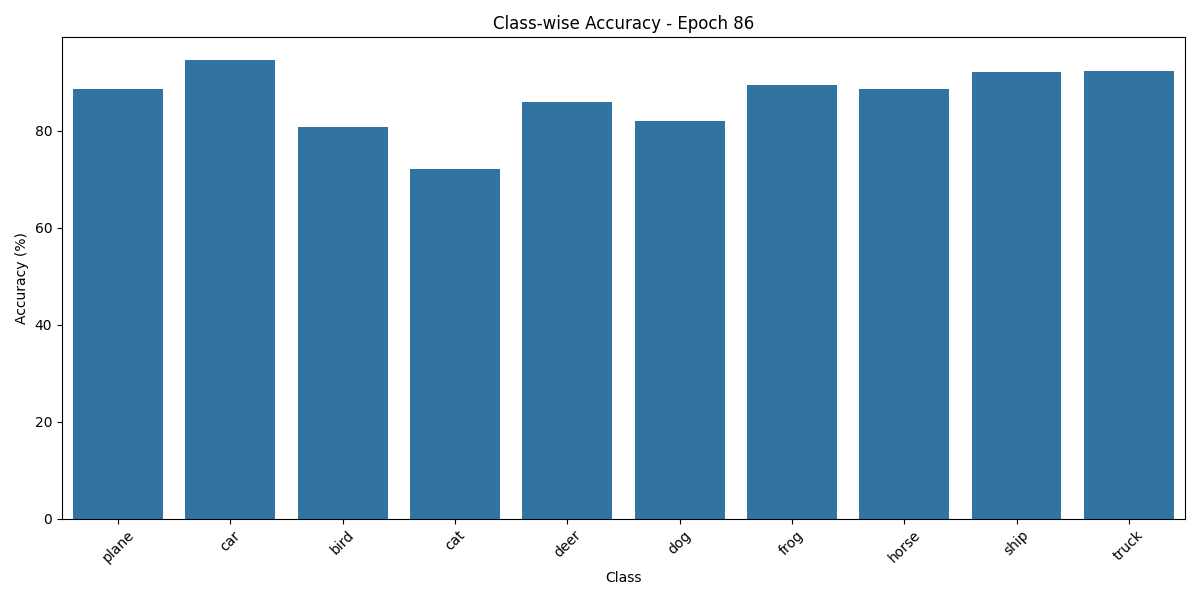 Class-wise Accuracy - Epoch 86
Accuracy (%)
80
60
40
20
0
plane
car
bird
cat
deer
dog
frog
horse
ship
truck
Class